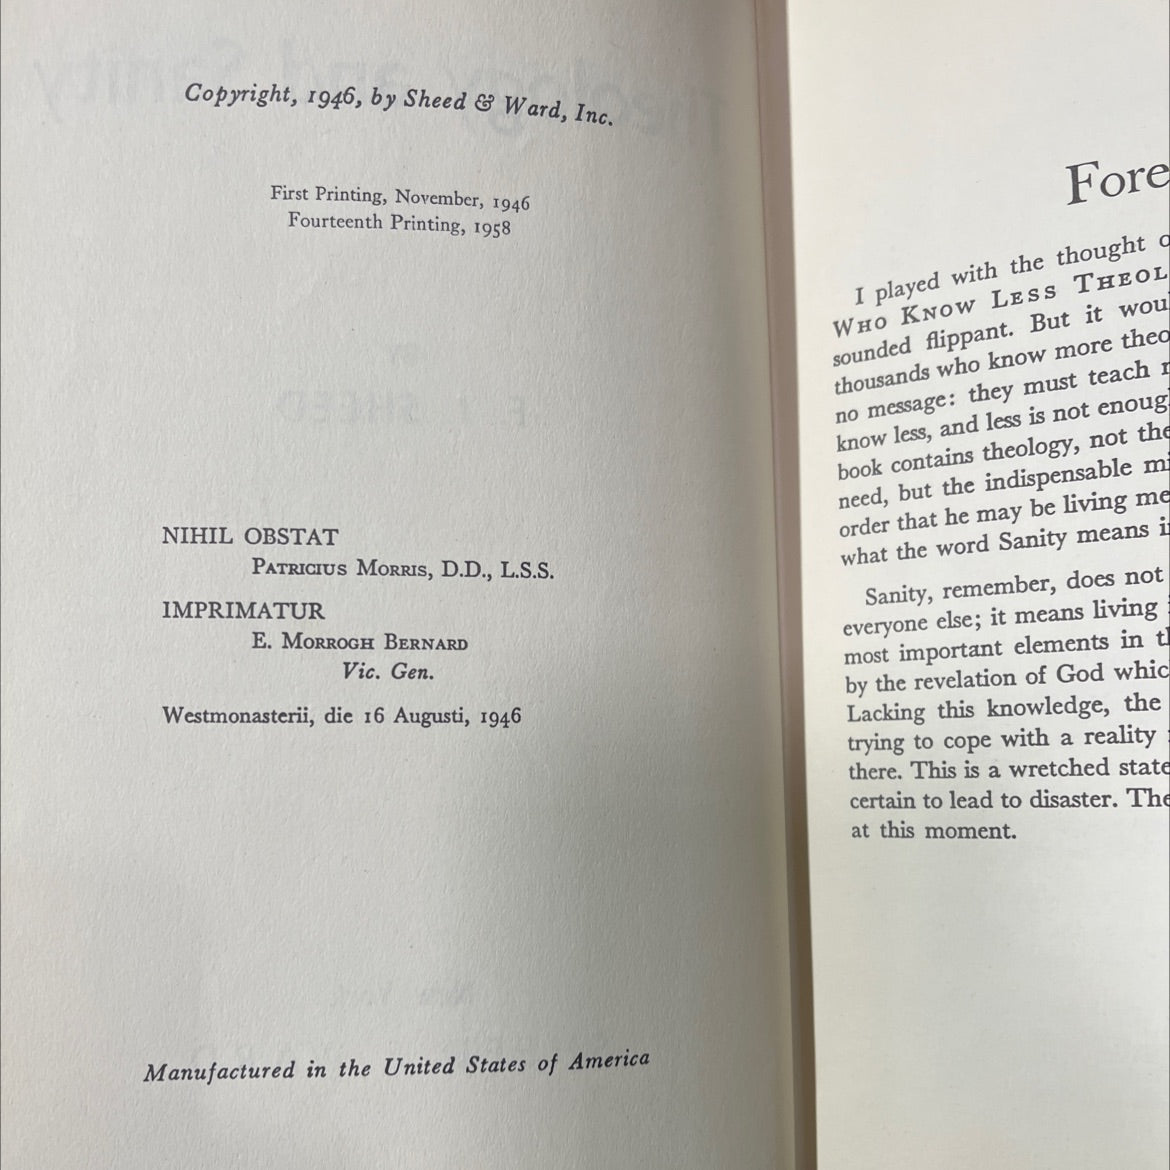 Copyright, 1946, by Sheed & Ward, Inc.
First Printing, November, 1946
Fourteenth Printing, 1958
NIHIL OBSTAT
Patricius Morris, D.D., L.S.S.
IMPRIMATUR
E. Morrogh Bernard
Vic. Gen.
Westmonasterii, die 16 Augusti, 1946
Manufactured in the United States of America
Fore
I played with the thought o
Who Know Less Theol
sounded flippant. But it wou
thousands who know more theo
no message: they must teach
know less, and less is not enoug
book contains theology, not the
need, but the indispensable mi
order that he may be living me
what the word Sanity means i
Sanity, remember, does not
everyone else; it means living
most important elements in t
by the revelation of God whic
Lacking this knowledge, the
trying to cope with a reality
there. This is a wretched state
certain to lead to disaster. The
at this moment.